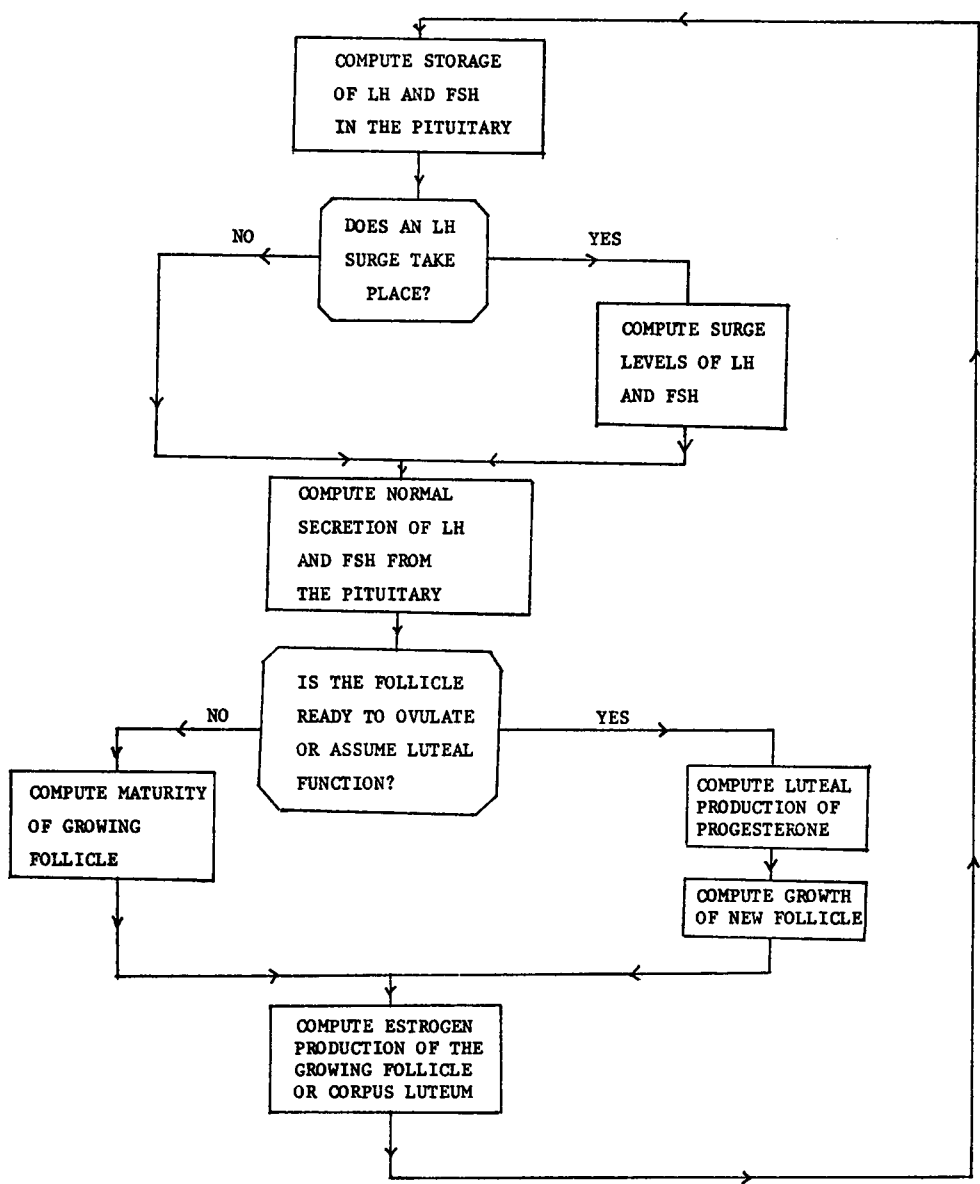 COMPUTE STORAGE
OF LH AND FSH
IN THE PITUITARY
DOES AN LH
SURGE TAKE
PLACE?
NO
YES
COMPUTE SURGE
LEVELS OF LH
AND FSH
COMPUTE NORMAL
SECRETION OF LH
AND FSH FROM
THE PITUITARY
IS THE FOLLICLE
READY TO OVULATE
OR ASSUME LUTEAL
FUNCTION?
NO
YES
COMPUTE MATURITY
OF GROWING
FOLLICLE
COMPUTE LUTEAL
PRODUCTION OF
PROGESTERONE
COMPUTE GROWTH
OF NEW FOLLICLE
COMPUTE ESTROGEN
PRODUCTION OF THE
GROWING FOLLICLE
OR CORPUS LUTEUM